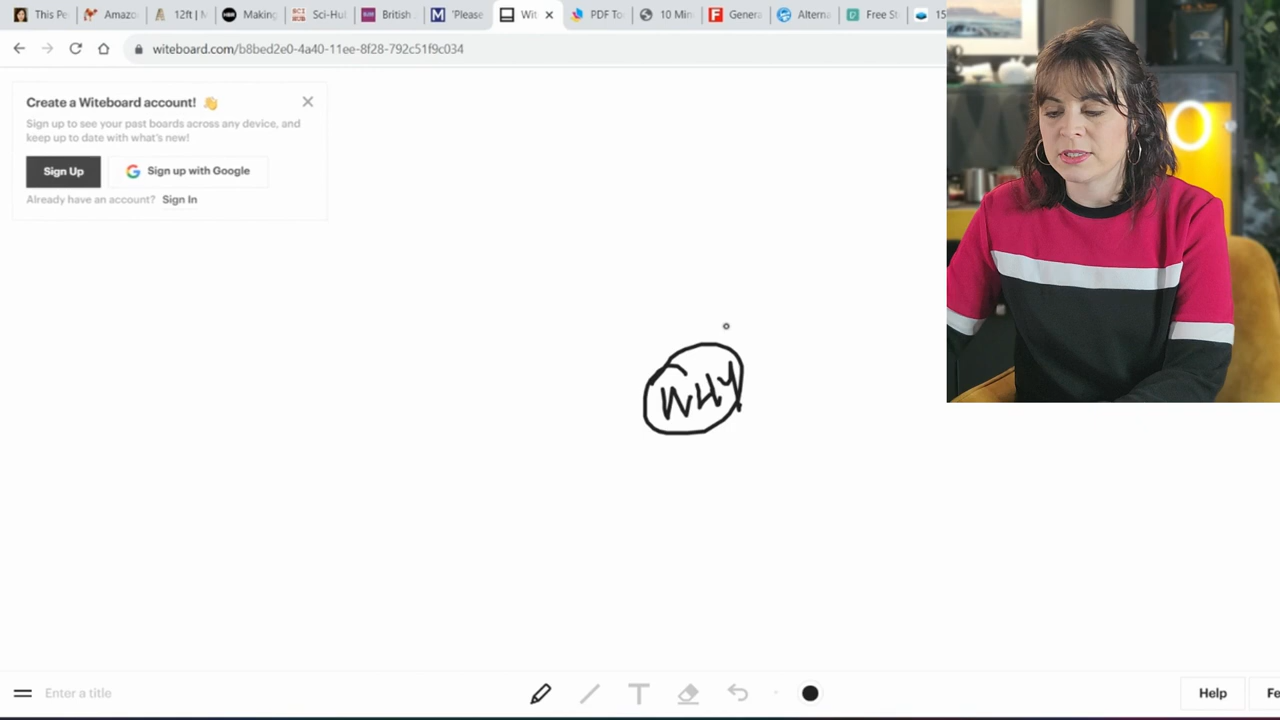 This Pe
Amazo
12ft | M
Making
Sci-Hul
British
'Please
Wit
PDF To
10 Min
Genera
Alterna
Free St
15
witeboard.com/b8bed2e0-4a40-11ee-8f28-792c51f9c034
Create a Witeboard account! 👋
Sign up to see your past boards across any device, and
keep up to date with what's new!
Sign Up
Sign up with Google
Already have an account? Sign In
WHY
Enter a title
T
Help
Fe